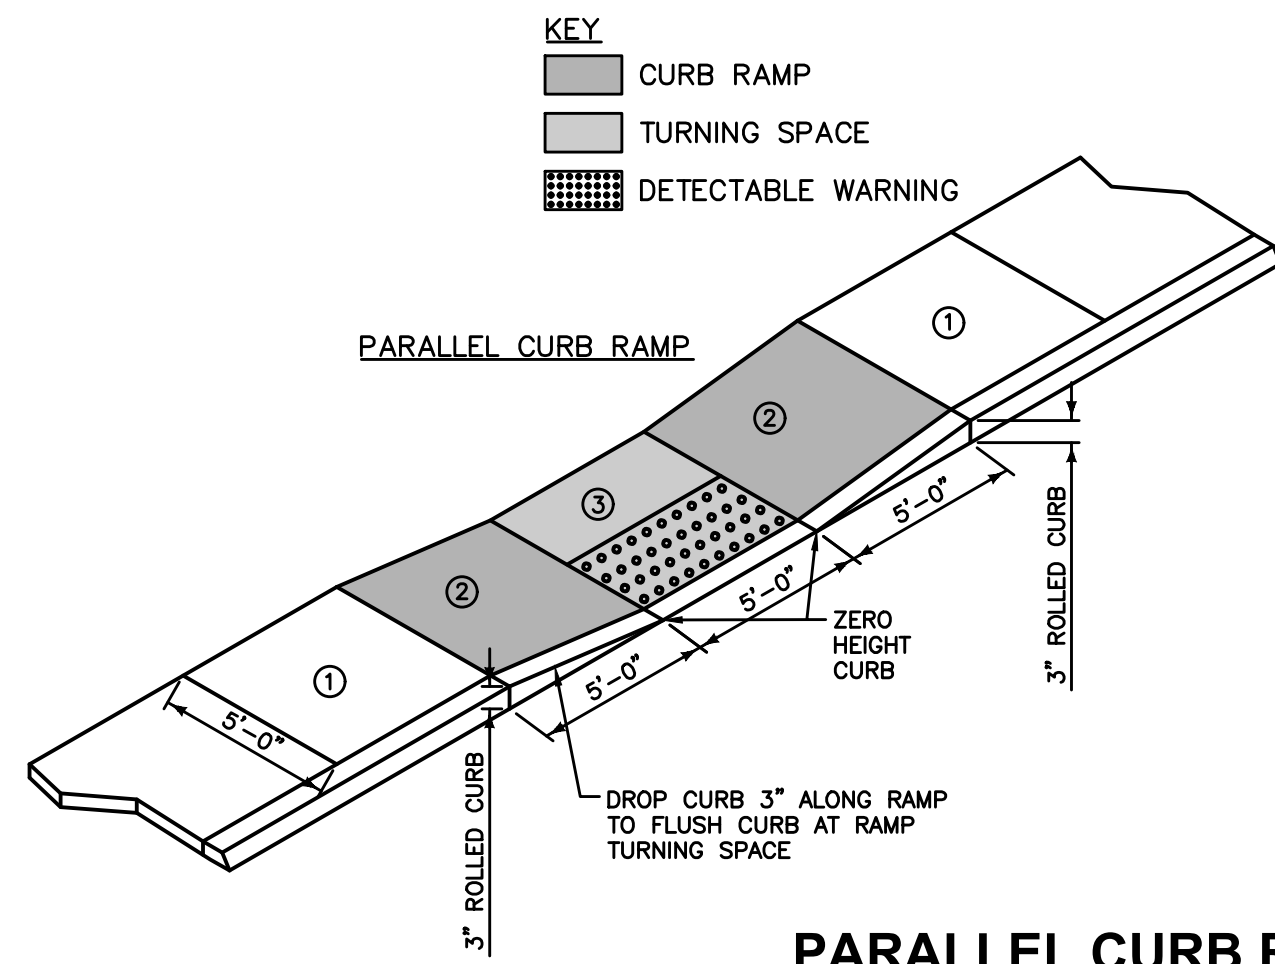 KEY
CURB RAMP
TURNING SPACE
DETECTABLE WARNING
PARALLEL CURB RAMP
1
2
3
2
1
5'-0"
5'-0"
5'-0"
5'-0"
3" ROLLED CURB
ZERO
HEIGHT
CURB
3" ROLLED CURB
DROP CURB 3" ALONG RAMP
TO FLUSH CURB AT RAMP
TURNING SPACE
PARALLEL CURB